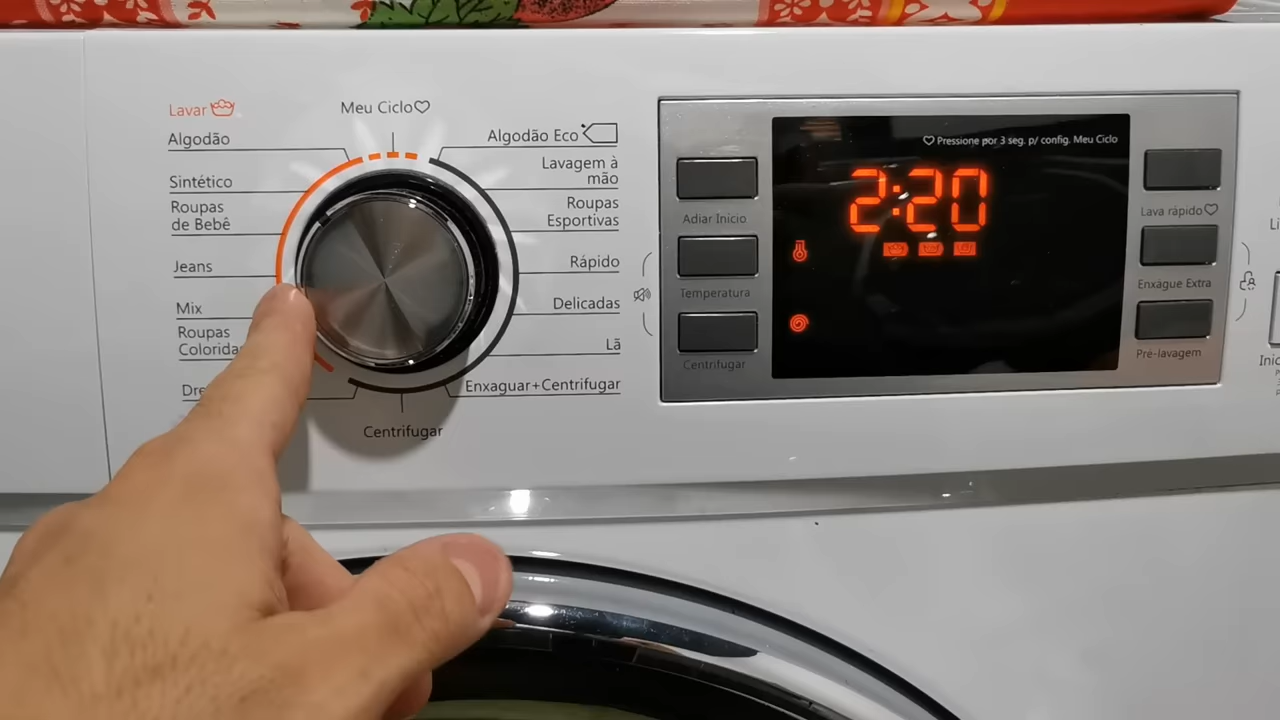 Lavar
Meu Ciclo♡
Algodão
Sintético
Roupas
de Bebê
Jeans
Mix
Roupas
Centrifugar
Algodão Eco
Lavagem à
mão
Roupas
Esportivas
Rápido
Delicadas
Lã
Enxaguar+Centrifugar
♡ Pressione por 3 seg. p/ config. Meu Ciclo
2:20
Adiar Início
Temperatura
Centrifugar
Lava rápido♡
Enxágue Extra
Pré-lavagem